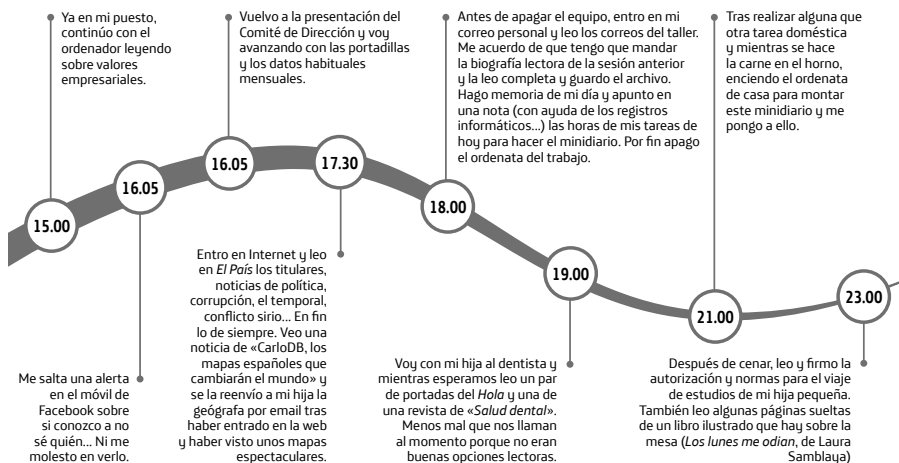 Ya en mi puesto,
continúo con el
ordenador leyendo
sobre valores
empresariales.
15.00
Me salta una alerta
en el móvil de
Facebook sobre
si conozco a no
sé quién... Ni me
molesto en verlo.
16.05
Vuelvo a la presentación del
Comité de Dirección y voy
avanzando con las portadillas
y los datos habituales
mensuales.
16.05
Entro en Internet y leo
en El País los titulares,
noticias de política,
corrupción, el temporal,
conflicto sirio... En fin
lo de siempre. Veo una
noticia de «CarloDB, los
mapas españoles que
cambiarán el mundo» y
se la reenvío a mi hija la
geógrafa por email tras
haber entrado en la web
y haber visto unos mapas
espectaculares.
17.30
Antes de apagar el equipo, entro en mi
correo personal y leo los correos del taller.
Me acuerdo de que tengo que mandar
la biografía lectora de la sesión anterior
y la leo completa y guardo el archivo.
Hago memoria de mi día y apunto en
una nota (con ayuda de los registros
informáticos...) las horas de mis tareas de
hoy para hacer el minidiario. Por fin apago
el ordenata del trabajo.
18.00
Voy con mi hija al dentista y
mientras esperamos leo un par
de portadas del Hola y una de
una revista de «Salud dental».
Menos mal que nos llaman
al momento porque no eran
buenas opciones lectoras.
19.00
Tras realizar alguna que
otra tarea doméstica
y mientras se hace
la carne en el horno,
enciendo el ordenata
de casa para montar
este minidiario y me
pongo a ello.
21.00
Después de cenar, leo y firmo la
autorización y normas para el viaje
de estudios de mi hija pequeña.
También leo algunas páginas sueltas
de un libro ilustrado que hay sobre la
mesa (Los lunes me odian, de Laura
Samblaya)
23.00